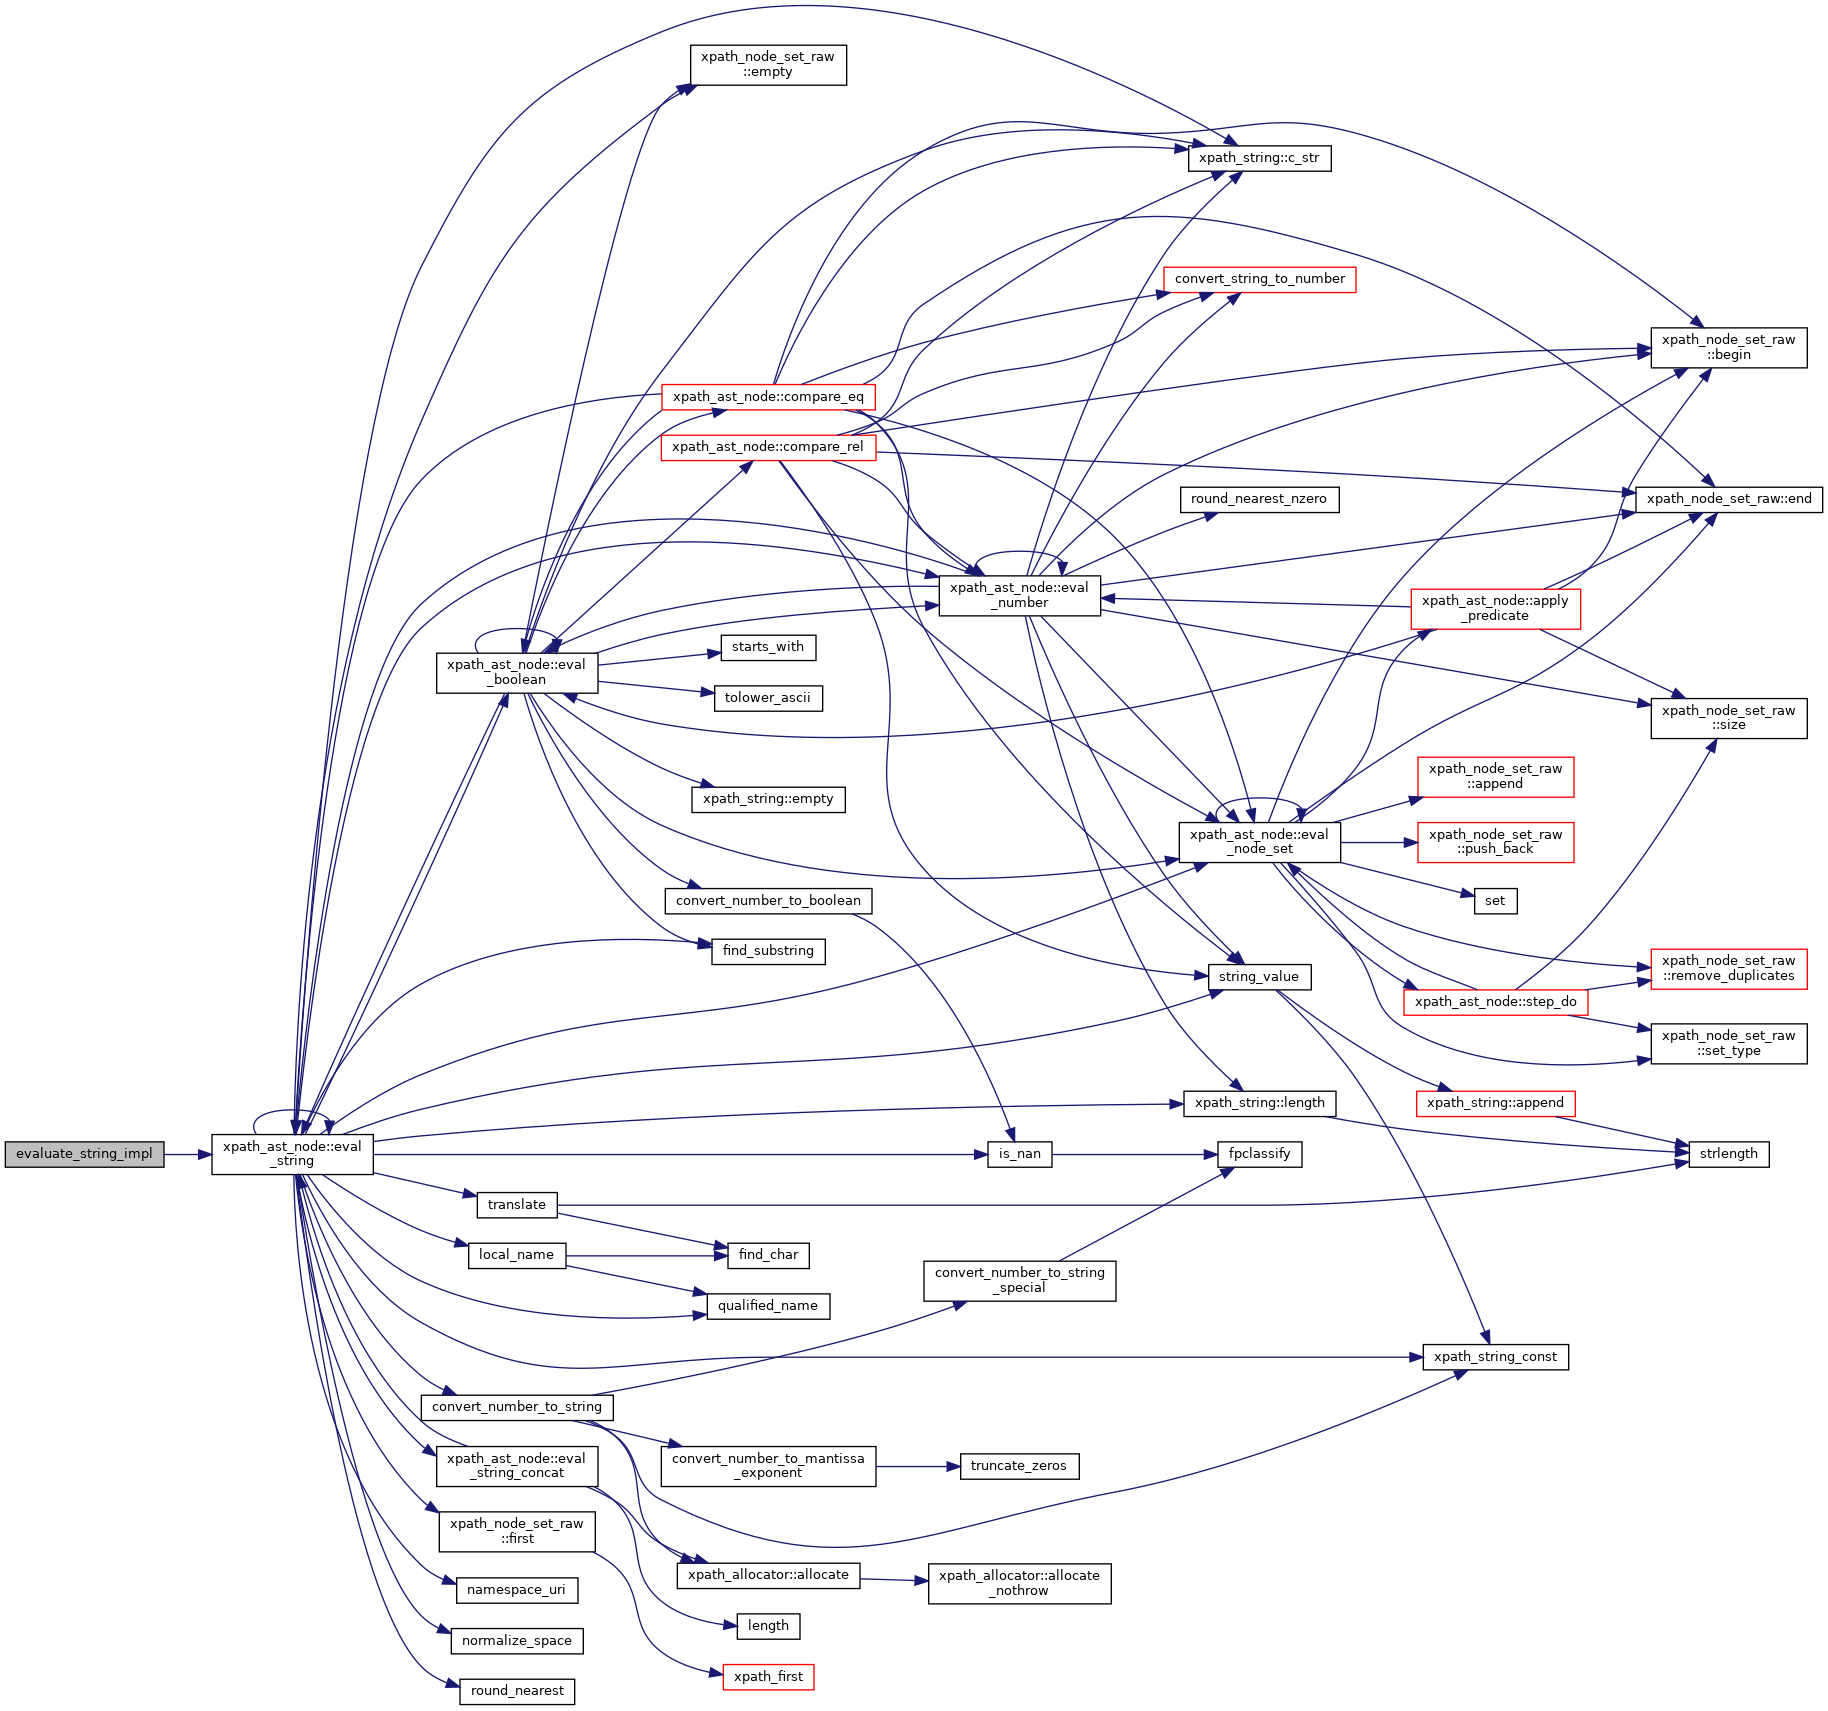 xpath_node_set_raw
::empty
xpath_string::c_str
convert_string_to_number
xpath_node_set_raw
::begin
xpath_ast_node::compare_eq
xpath_ast_node::compare_rel
round_nearest_nzero
xpath_node_set_raw::end
xpath_ast_node::eval
_number
xpath_ast_node::apply
_predicate
starts_with
xpath_ast_node::eval
_boolean
tolower_ascii
xpath_node_set_raw
::size
xpath_node_set_raw
::append
xpath_string::empty
xpath_ast_node::eval
_node_set
xpath_node_set_raw
::push_back
convert_number_to_boolean
set
find_substring
string_value
xpath_node_set_raw
::remove_duplicates
xpath_ast_node::step_do
xpath_node_set_raw
::set_type
xpath_string::length
xpath_string::append
evaluate_string_impl
xpath_ast_node::eval
_string
is_nan
fpclassify
strlength
translate
local_name
find_char
convert_number_to_string
_special
qualified_name
xpath_string_const
convert_number_to_string
xpath_ast_node::eval
_string_concat
convert_number_to_mantissa
_exponent
truncate_zeros
xpath_node_set_raw
::first
xpath_allocator::allocate
xpath_allocator::allocate
_nothrow
namespace_uri
length
normalize_space
xpath_first
round_nearest